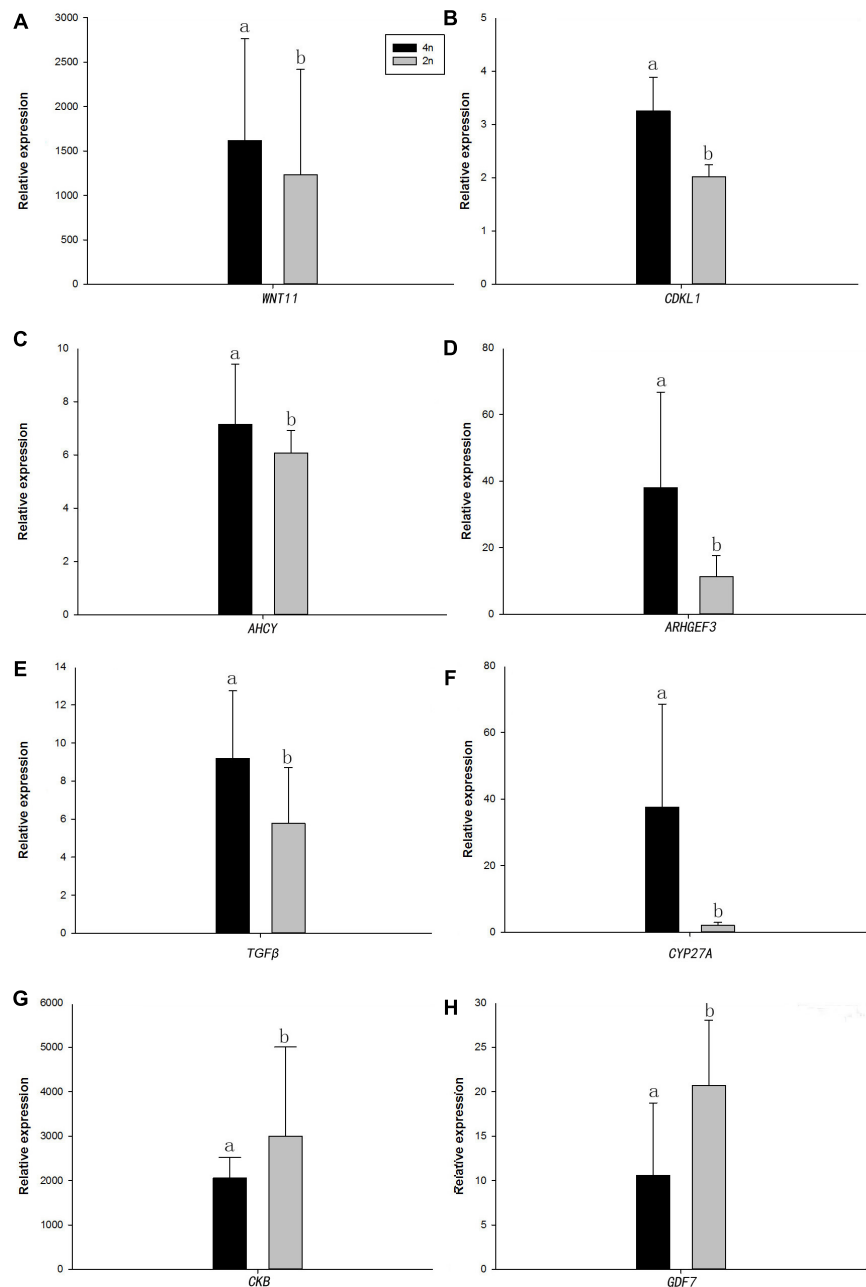 A
Relative expression
3000
2500
2000
1500
1000
500
0
a
b
4n
2n
WNT11
B
Relative expression
5
4
3
2
1
0
a
b
CDKL1
C
Relative expression
10
8
6
4
2
0
a
b
AHCY
D
Relative expression
80
60
40
20
0
a
b
ARHGEF3
E
Relative expression
14
12
10
8
6
4
2
0
a
b
TGFβ
F
Relative expression
80
60
40
20
0
a
b
CYP27A
G
Relative expression
6000
5000
4000
3000
2000
1000
0
a
b
CKB
H
Relative expression
30
25
20
15
10
5
0
a
b
GDF7